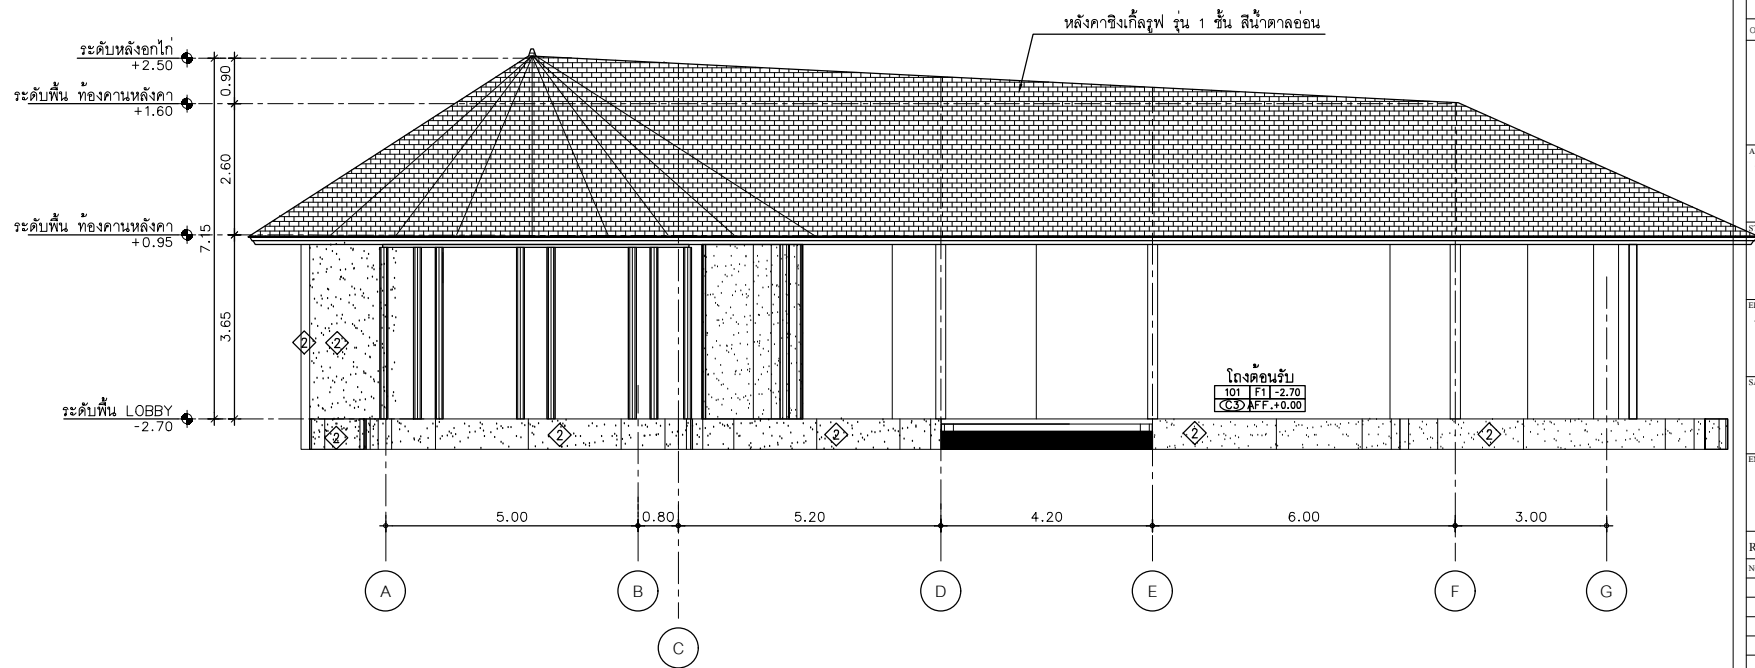 หลังคาชิงเกิ้ลรูฟ รุ่น 1 ชั้น สีน้ำตาลอ่อน
ระดับหลังอกไก่
+2.50
ระดับพื้น ท้องคานหลังคา
+1.60
ระดับพื้น ท้องคานหลังคา
+0.95
ระดับพื้น LOBBY
-2.70
0.90
2.60
7.15
3.65
2 2
โถงต้อนรับ
101 F1 -2.70
C3 AFF.+0.00
2 2 2 2 2
5.00 0.80 5.20 4.20 6.00 3.00
A B D E F G
C